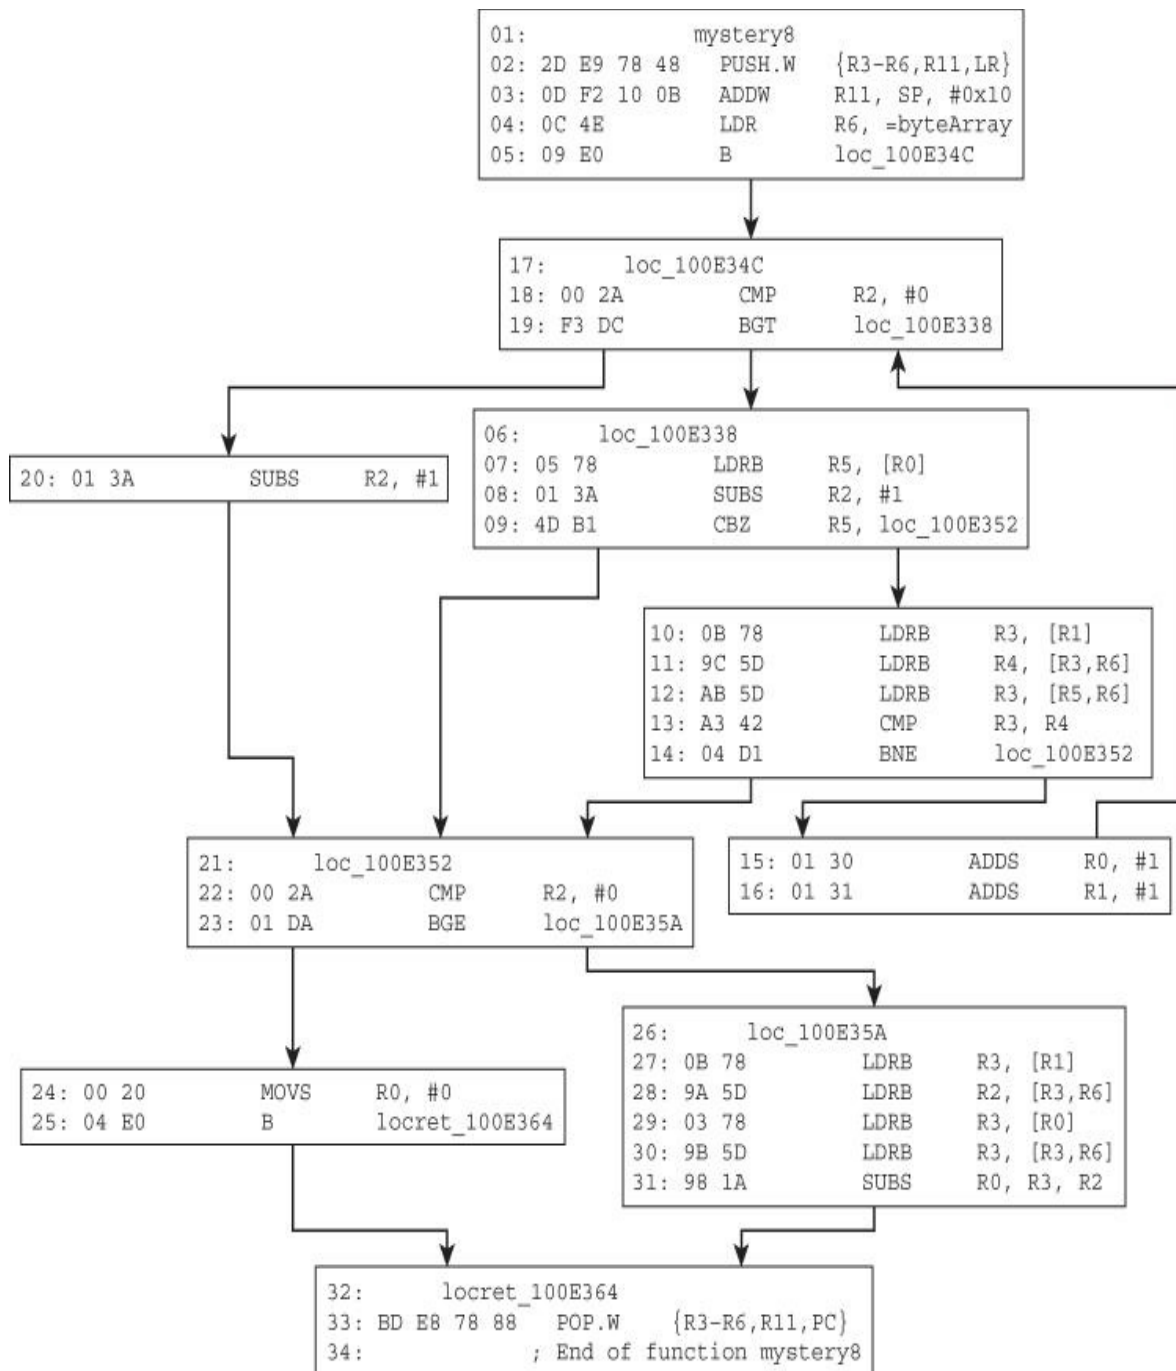 01: mystery8
02: 2D E9 78 48 PUSH.W {R3-R6,R11,LR}
03: 0D F2 10 0B ADDW R11, SP, #0x10
04: 0C 4E LDR R6, =byteArray
05: 09 E0 B loc_100E34C
17: loc_100E34C
18: 00 2A CMP R2, #0
19: F3 DC BGT loc_100E338
06: loc_100E338
07: 05 78 LDRB R5, [R0]
08: 01 3A SUBS R2, #1
09: 4D B1 CBZ R5, loc_100E352
20: 01 3A SUBS R2, #1
10: 0B 78 LDRB R3, [R1]
11: 9C 5D LDRB R4, [R3,R6]
12: AB 5D LDRB R3, [R5,R6]
13: A3 42 CMP R3, R4
14: 04 D1 BNE loc_100E352
15: 01 30 ADDS R0, #1
16: 01 31 ADDS R1, #1
21: loc_100E352
22: 00 2A CMP R2, #0
23: 01 DA BGE loc_100E35A
24: 00 20 MOVS R0, #0
25: 04 E0 B locret_100E364
26: loc_100E35A
27: 0B 78 LDRB R3, [R1]
28: 9A 5D LDRB R2, [R3,R6]
29: 03 78 LDRB R3, [R0]
30: 9B 5D LDRB R3, [R3,R6]
31: 98 1A SUBS R0, R3, R2
32: locret_100E364
33: BD E8 78 88 POP.W {R3-R6,R11,PC}
34: ; End of function mystery8